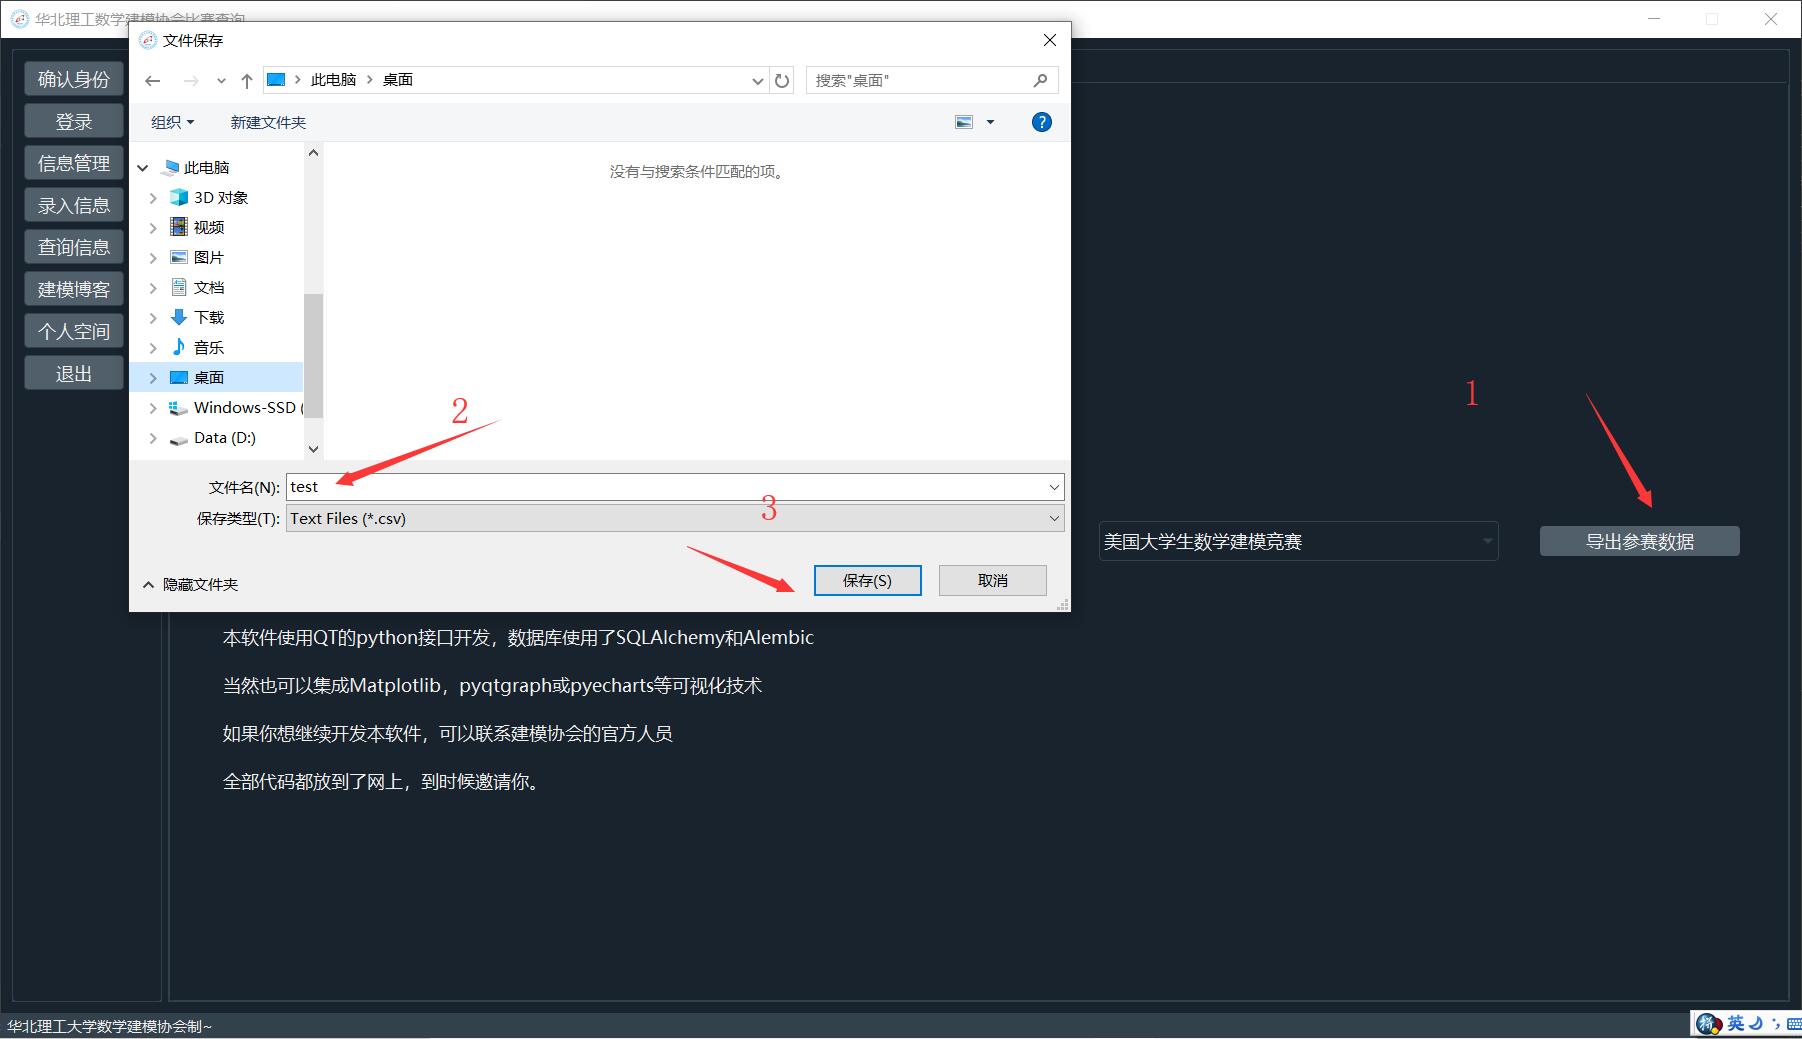 华北理工数学建模协会比赛查询
文件保存
此电脑 > 桌面
搜索"桌面"
组织
新建文件夹
?
此电脑
3D 对象
视频
图片
文档
下载
音乐
桌面
Windows-SSD (
Data (D:)
没有与搜索条件匹配的项。
文件名(N): test
保存类型(T): Text Files (*.csv)
隐藏文件夹
保存(S)
取消
1
2
3
确认身份
登录
信息管理
录入信息
查询信息
建模博客
个人空间
退出
美国大学生数学建模竞赛
导出参赛数据
本软件使用QT的python接口开发，数据库使用了SQLAlchemy和Alembic
当然也可以集成Matplotlib，pyqtgraph或pyecharts等可视化技术
如果你想继续开发本软件，可以联系建模协会的官方人员
全部代码都放到了网上，到时候邀请你。
华北理工大学数学建模协会制~
拼 英